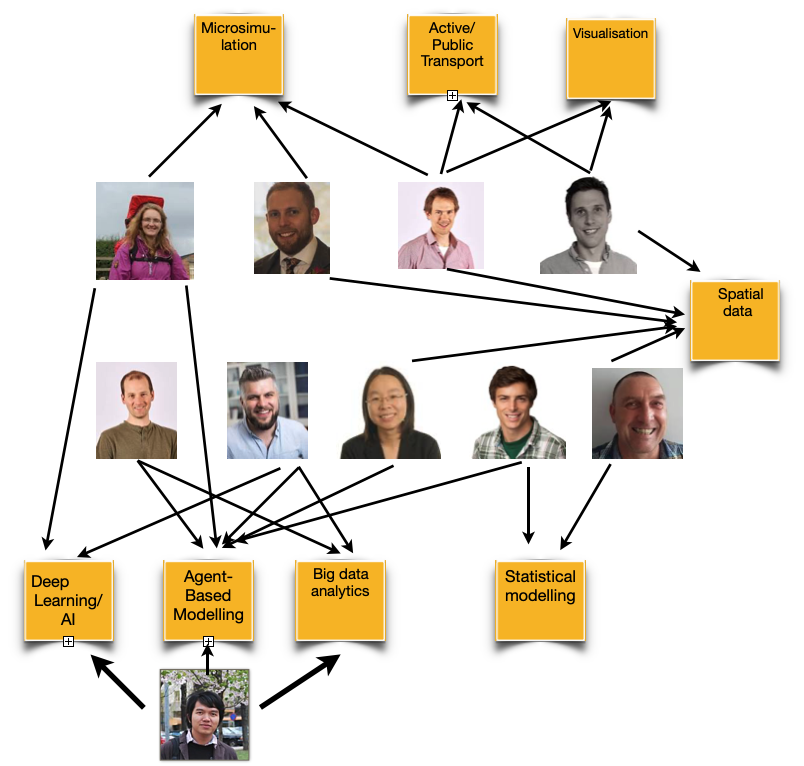 Microsimu-
lation
Active/
Public
Transport
Visualisation
Spatial
data
Deep
Learning/
AI
Agent-
Based
Modelling
Big data
analytics
Statistical
modelling